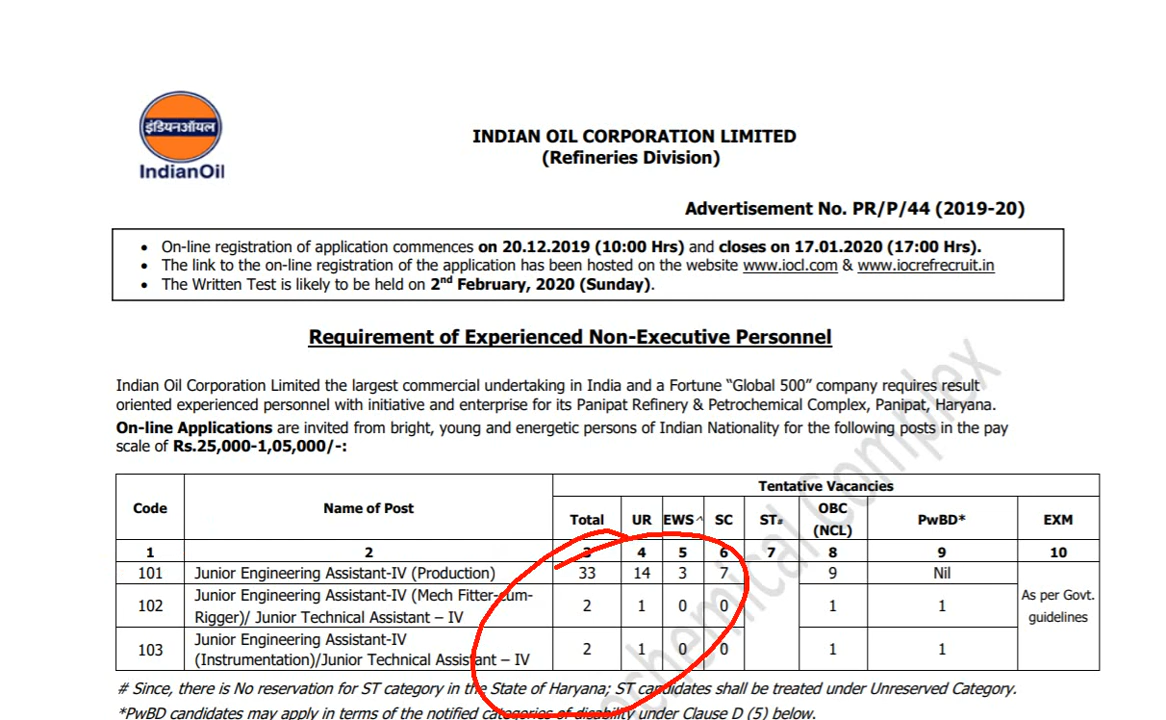 इंडियनऑयल
IndianOil
INDIAN OIL CORPORATION LIMITED
(Refineries Division)
Advertisement No. PR/P/44 (2019-20)
• On-line registration of application commences on 20.12.2019 (10:00 Hrs) and closes on 17.01.2020 (17:00 Hrs).
• The link to the on-line registration of the application has been hosted on the website www.iocl.com & www.iocrefrecruit.in
• The Written Test is likely to be held on 2nd February, 2020 (Sunday).
Requirement of Experienced Non-Executive Personnel
Indian Oil Corporation Limited the largest commercial undertaking in India and a Fortune “Global 500” company requires result
oriented experienced personnel with initiative and enterprise for its Panipat Refinery & Petrochemical Complex, Panipat, Haryana.
On-line Applications are invited from bright, young and energetic persons of Indian Nationality for the following posts in the pay
scale of Rs.25,000-1,05,000/-:
Code Name of Post Tentative Vacancies
Total UR EWS^ SC ST# OBC (NCL) PwBD* EXM
1 2 3 4 5 6 7 8 9 10
101 Junior Engineering Assistant-IV (Production) 33 14 3 7 9 Nil As per Govt. guidelines
102 Junior Engineering Assistant-IV (Mech Fitter-cum-
Rigger)/ Junior Technical Assistant – IV 2 1 0 0 1 1
103 Junior Engineering Assistant-IV
(Instrumentation)/Junior Technical Assistant – IV 2 1 0 0 1 1
# Since, there is No reservation for ST category in the State of Haryana; ST candidates shall be treated under Unreserved Category.
*PwBD candidates may apply in terms of the notified categories of disability under Clause D (5) below.
ochemical Complex